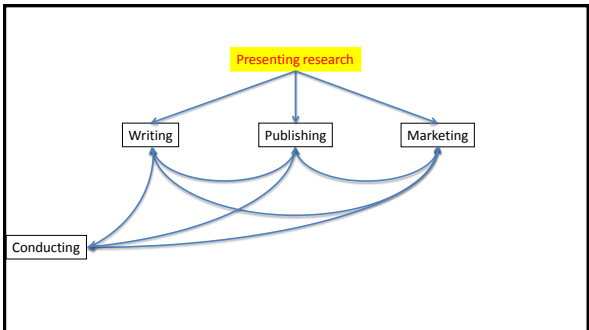 Presenting research
Writing
Publishing
Marketing
Conducting